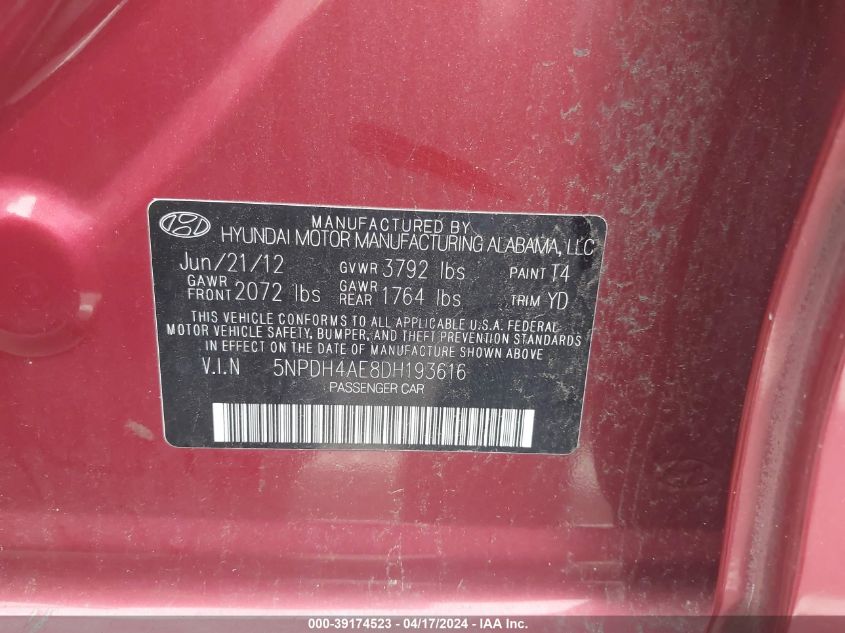 MANUFACTURED BY
HYUNDAI MOTOR MANUFACTURING ALABAMA, LLC
Jun/21/12 GVWR 3792 lbs PAINT T4
GAWR FRONT 2072 lbs GAWR REAR 1764 lbs TRIM YD
THIS VEHICLE CONFORMS TO ALL APPLICABLE U.S.A. FEDERAL
MOTOR VEHICLE SAFETY, BUMPER, AND THEFT PREVENTION STANDARDS
IN EFFECT ON THE DATE OF MANUFACTURE SHOWN ABOVE.
V.I.N 5NPDH4AE8DH193616
PASSENGER CAR
000-39174523 - 04/17/2024 - IAA Inc.